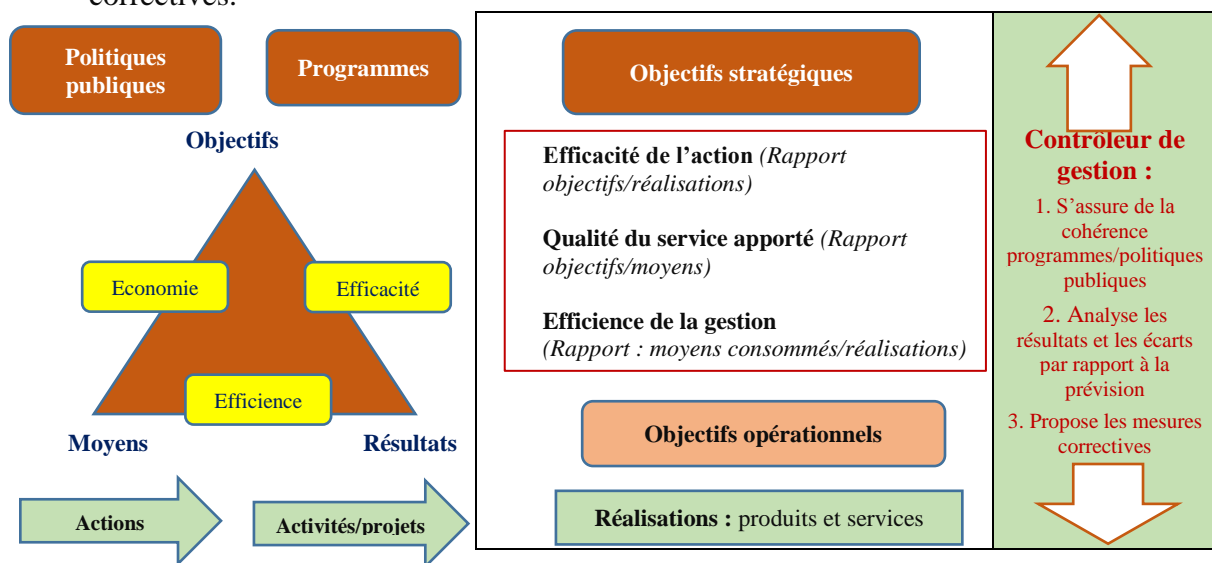 correctives.
Politiques
publiques
Programmes
Objectifs
Economie
Efficacité
Efficience
Moyens
Résultats
Actions
Activités/projets
Objectifs stratégiques
Efficacité de l’action (Rapport
objectifs/réalisations)
Qualité du service apporté (Rapport
objectifs/moyens)
Efficience de la gestion
(Rapport : moyens consommés/réalisations)
Objectifs opérationnels
Réalisations : produits et services
Contrôleur de
gestion :
1. S’assure de la
cohérence
programmes/politiques
publiques
2. Analyse les
résultats et les écarts
par rapport à la
prévision
3. Propose les mesures
correctives